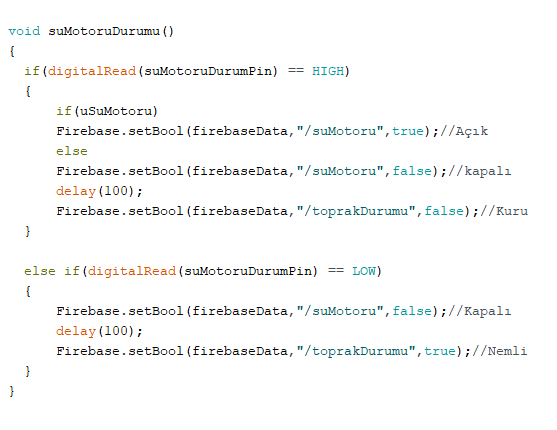 void suMotoruDurumu()
{
  if(digitalRead(suMotoruDurumPin) == HIGH)
  {
      if(uSuMotoru)
      Firebase.setBool(firebaseData,"/suMotoru",true);//Açık
      else
      Firebase.setBool(firebaseData,"/suMotoru",false);//kapalı
      delay(100);
      Firebase.setBool(firebaseData,"/toprakDurumu",false);//Kuru
  }
  else if(digitalRead(suMotoruDurumPin) == LOW)
  {
      Firebase.setBool(firebaseData,"/suMotoru",false);//Kapalı
      delay(100);
      Firebase.setBool(firebaseData,"/toprakDurumu",true);//Nemli
  }
}